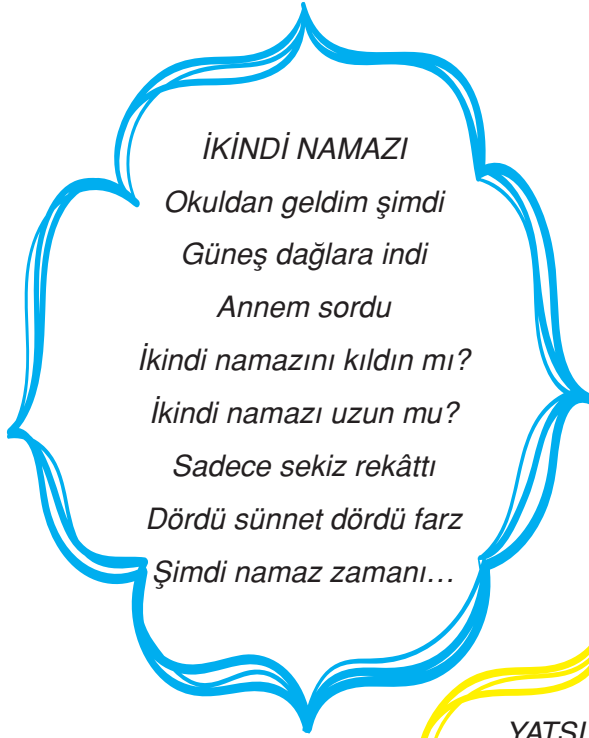 İKİNDİ NAMAZI
Okuldan geldim şimdi
Güneş dağlara indi
Annem sordu
İkindi namazını kıldın mı?
İkindi namazı uzun mu?
Sadece sekiz rekâttı
Dördü sünnet dördü farz
Şimdi namaz zamanı…
YATSI